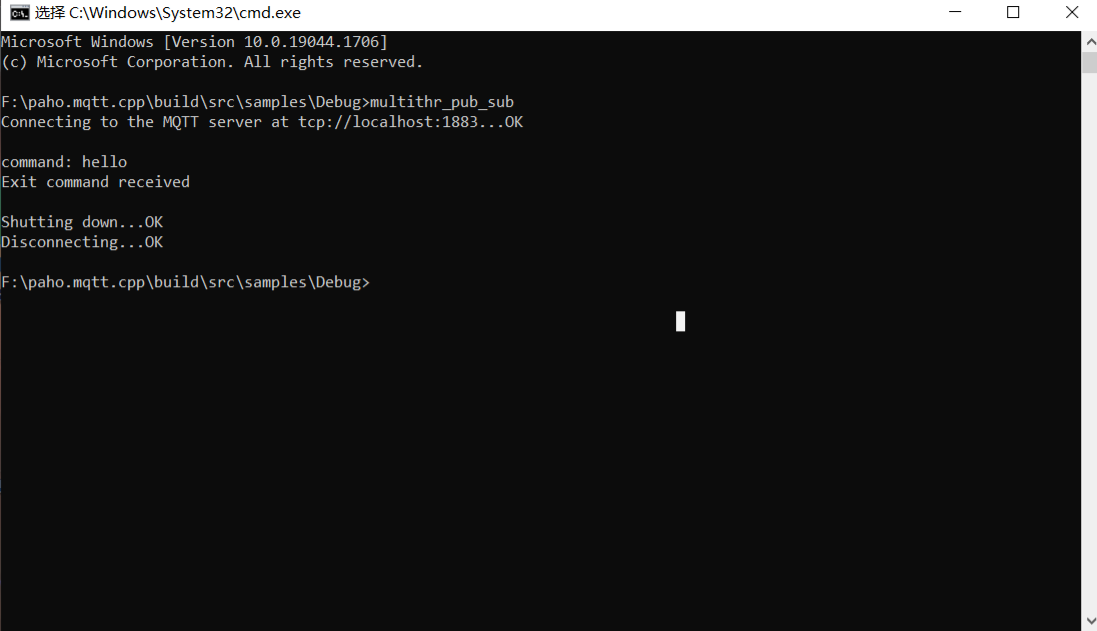 选择 C:\Windows\System32\cmd.exe
Microsoft Windows [Version 10.0.19044.1706]
(c) Microsoft Corporation. All rights reserved.
F:\paho.mqtt.cpp\build\src\samples\Debug>multithr_pub_sub
Connecting to the MQTT server at tcp://localhost:1883...OK
command: hello
Exit command received
Shutting down...OK
Disconnecting...OK
F:\paho.mqtt.cpp\build\src\samples\Debug>